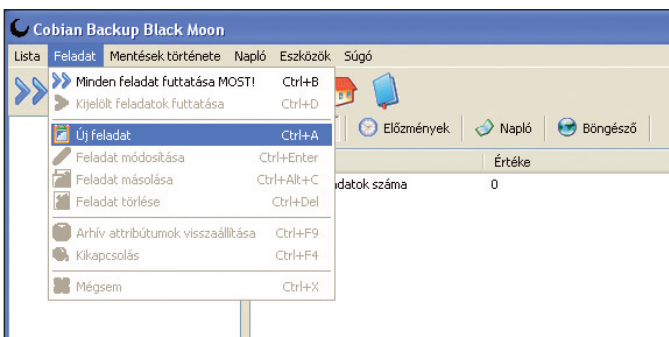 Cobian Backup Black Moon
Lista Feladat Mentések története Napló Eszközök Súgó
Minden feladat futtatása MOST! Ctrl+B
Kijelölt feladatok futtatása Ctrl+D
Új feladat Ctrl+A
Előzmények Napló Böngésző
Feladat módosítása Ctrl+Enter
Értéke
Feladat másolása Ctrl+Alt+C
datok száma 0
Feladat törlése Ctrl+Del
Arhív attribútumok visszaállítása Ctrl+F9
Kikapcsolás Ctrl+F4
Mégsem Ctrl+X